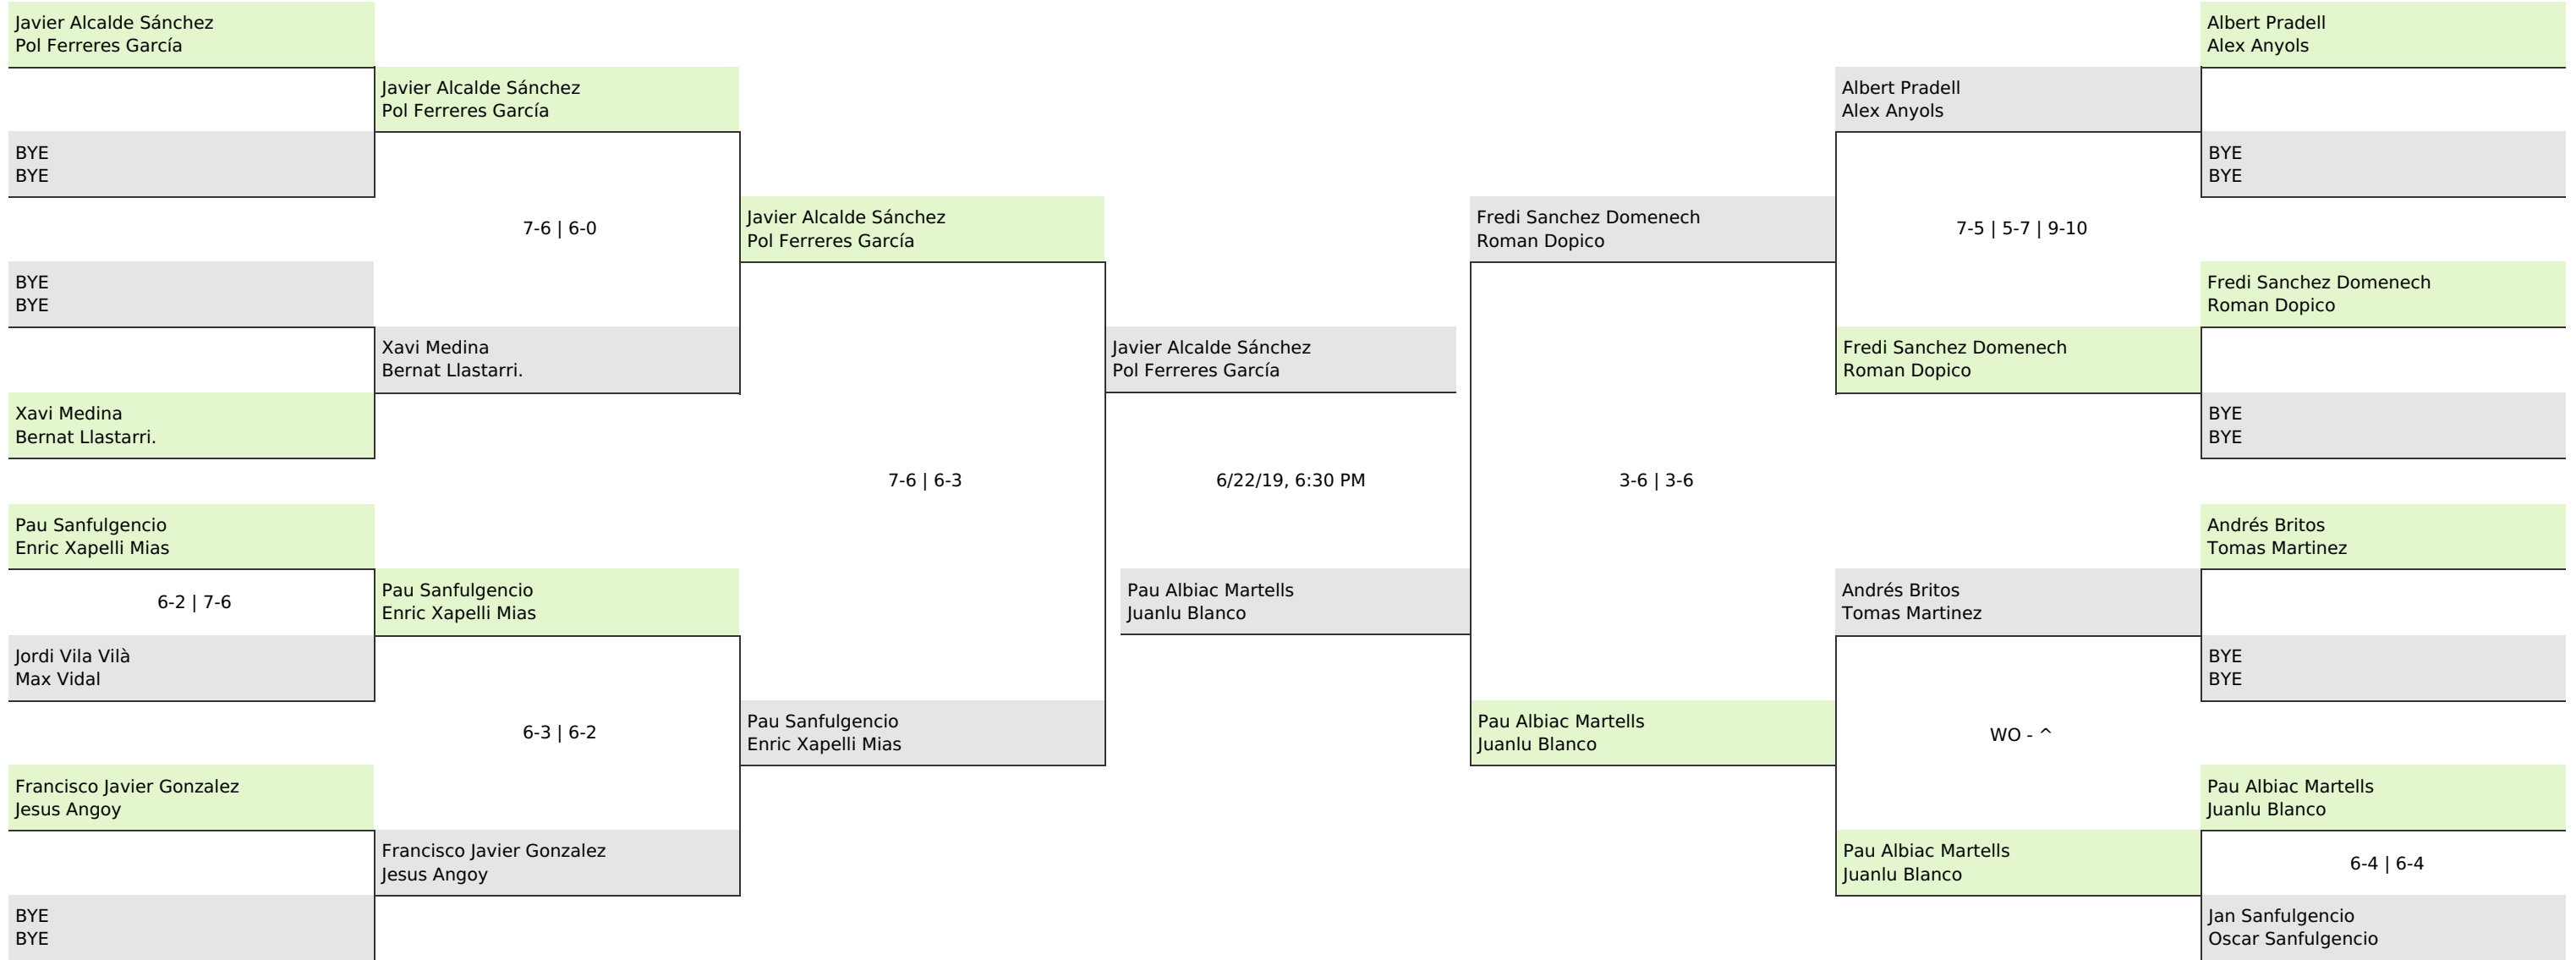 Javier Alcalde Sánchez
Pol Ferreres García
BYE
BYE
BYE
BYE
Xavi Medina
Bernat Llastarri.
Pau Sanfulgencio
Enric Xapelli Mias
6-2 | 7-6
Jordi Vila Vilà
Max Vidal
Francisco Javier Gonzalez
Jesus Angoy
BYE
BYE
Javier Alcalde Sánchez
Pol Ferreres García
7-6 | 6-0
Xavi Medina
Bernat Llastarri.
Pau Sanfulgencio
Enric Xapelli Mias
6-3 | 6-2
Francisco Javier Gonzalez
Jesus Angoy
Javier Alcalde Sánchez
Pol Ferreres García
7-6 | 6-3
Pau Sanfulgencio
Enric Xapelli Mias
Javier Alcalde Sánchez
Pol Ferreres García
6/22/19, 6:30 PM
Pau Albiac Martells
Juanlu Blanco
Fredi Sanchez Domenech
Roman Dopico
3-6 | 3-6
Pau Albiac Martells
Juanlu Blanco
Albert Pradell
Alex Anyols
7-5 | 5-7 | 9-10
Fredi Sanchez Domenech
Roman Dopico
Andrés Britos
Tomas Martinez
WO - ^
Pau Albiac Martells
Juanlu Blanco
Albert Pradell
Alex Anyols
BYE
BYE
Fredi Sanchez Domenech
Roman Dopico
BYE
BYE
Andrés Britos
Tomas Martinez
BYE
BYE
Pau Albiac Martells
Juanlu Blanco
6-4 | 6-4
Jan Sanfulgencio
Oscar Sanfulgencio